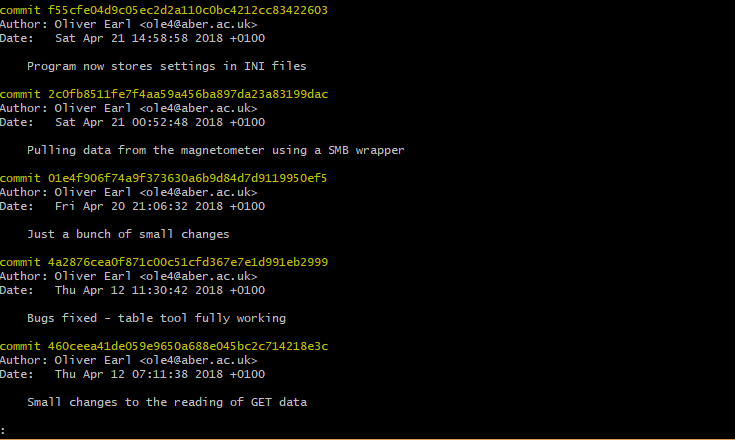 commit f55cfe04d9c05ec2d2a110c0bc4212cc83422603
Author: Oliver Earl <ole4@aber.ac.uk>
Date:   Sat Apr 21 14:58:58 2018 +0100
    Program now stores settings in INI files
commit 2c0fb8511fe7f4aa59a456ba897da23a83199dac
Author: Oliver Earl <ole4@aber.ac.uk>
Date:   Sat Apr 21 00:52:48 2018 +0100
    Pulling data from the magnetometer using a SMB wrapper
commit 01e4f906f74a9f373630a6b9d84d7d9119950ef5
Author: Oliver Earl <ole4@aber.ac.uk>
Date:   Fri Apr 20 21:06:32 2018 +0100
    Just a bunch of small changes
commit 4a2876cea0f871c00c51cfd367e7e1d991eb2999
Author: Oliver Earl <ole4@aber.ac.uk>
Date:   Thu Apr 12 11:30:42 2018 +0100
    Bugs fixed - table tool fully working
commit 460ceea41de059e9650a688e045bc2c714218e3c
Author: Oliver Earl <ole4@aber.ac.uk>
Date:   Thu Apr 12 07:11:38 2018 +0100
    Small changes to the reading of GET data
: